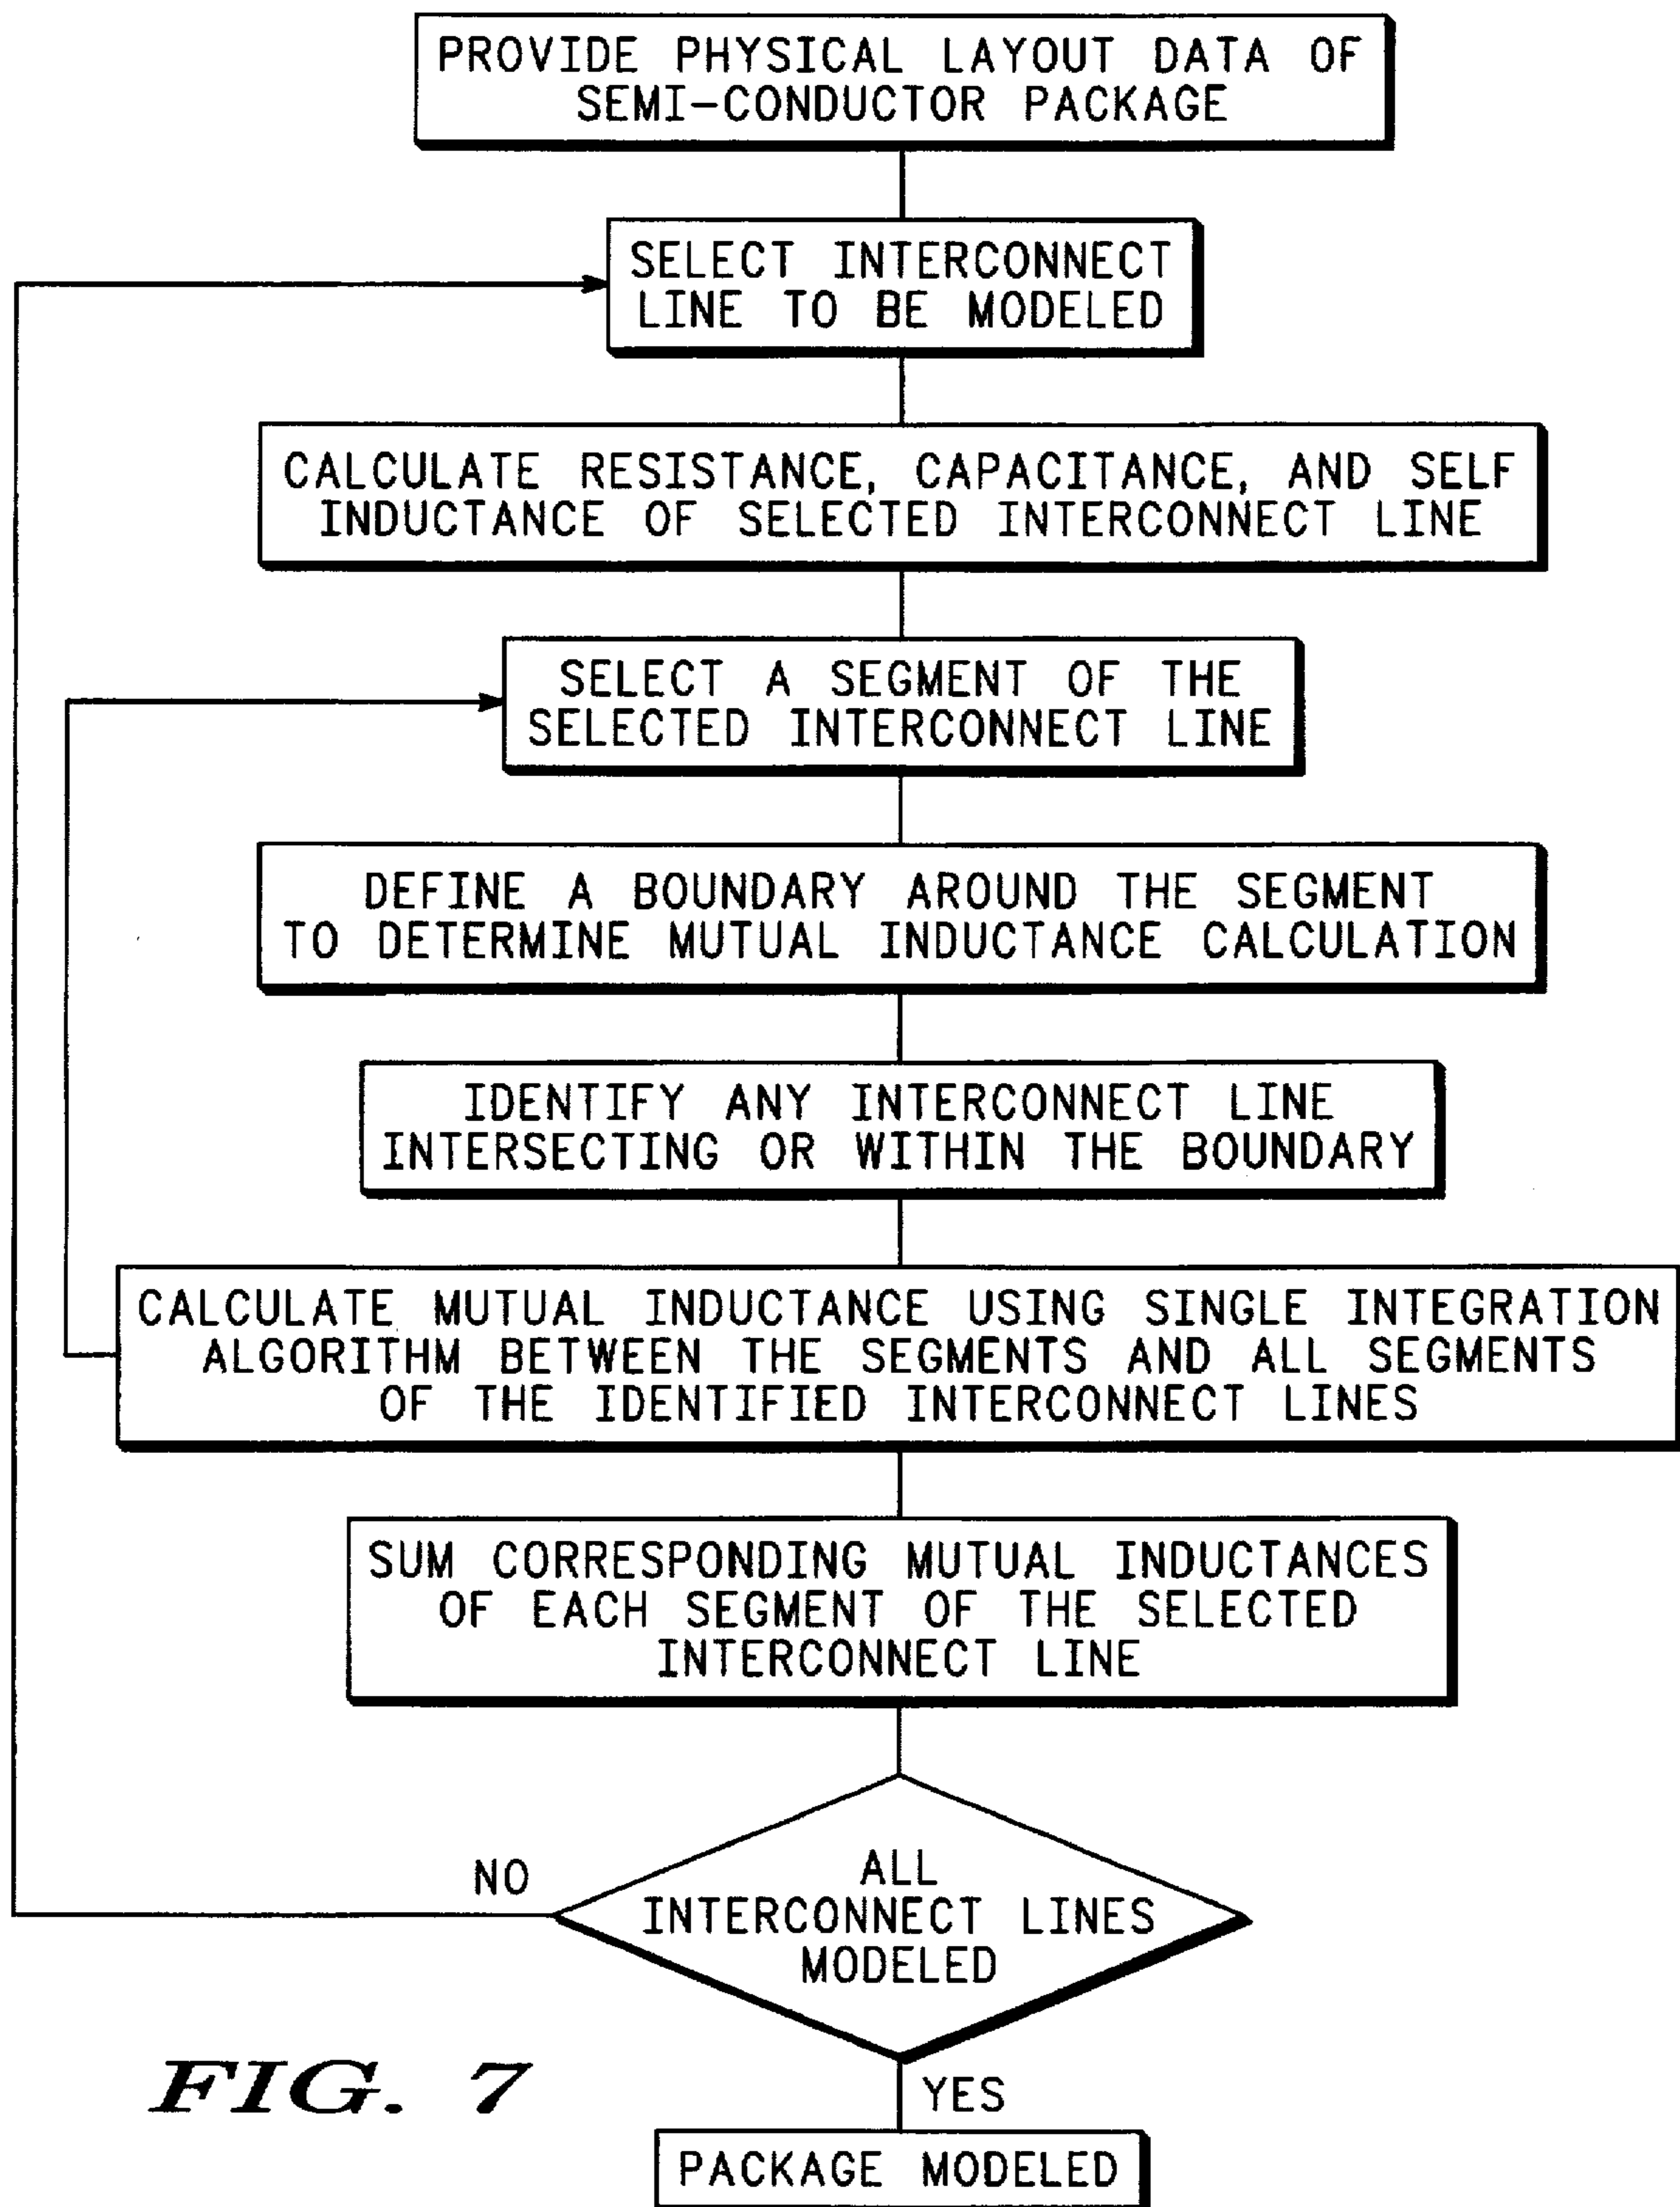 PROVIDE PHYSICAL LAYOUT DATA OF
SEMI-CONDUCTOR PACKAGE
SELECT INTERCONNECT
LINE TO BE MODELED
CALCULATE RESISTANCE, CAPACITANCE, AND SELF
INDUCTANCE OF SELECTED INTERCONNECT LINE
SELECT A SEGMENT OF THE
SELECTED INTERCONNECT LINE
DEFINE A BOUNDARY AROUND THE SEGMENT
TO DETERMINE MUTUAL INDUCTANCE CALCULATION
IDENTIFY ANY INTERCONNECT LINE
INTERSECTING OR WITHIN THE BOUNDARY
CALCULATE MUTUAL INDUCTANCE USING SINGLE INTEGRATION
ALGORITHM BETWEEN THE SEGMENTS AND ALL SEGMENTS
OF THE IDENTIFIED INTERCONNECT LINES
SUM CORRESPONDING MUTUAL INDUCTANCES
OF EACH SEGMENT OF THE SELECTED
INTERCONNECT LINE
NO
ALL
INTERCONNECT LINES
MODELED
YES
PACKAGE MODELED
FIG. 7